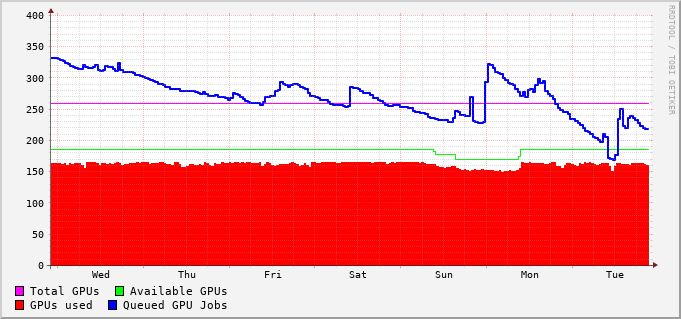 400
350
300
250
200
150
100
50
0
Wed Thu Fri Sat Sun Mon Tue
Total GPUs Available GPUs
GPUs used Queued GPU Jobs
RRDTOOL / TOBI OETIKER